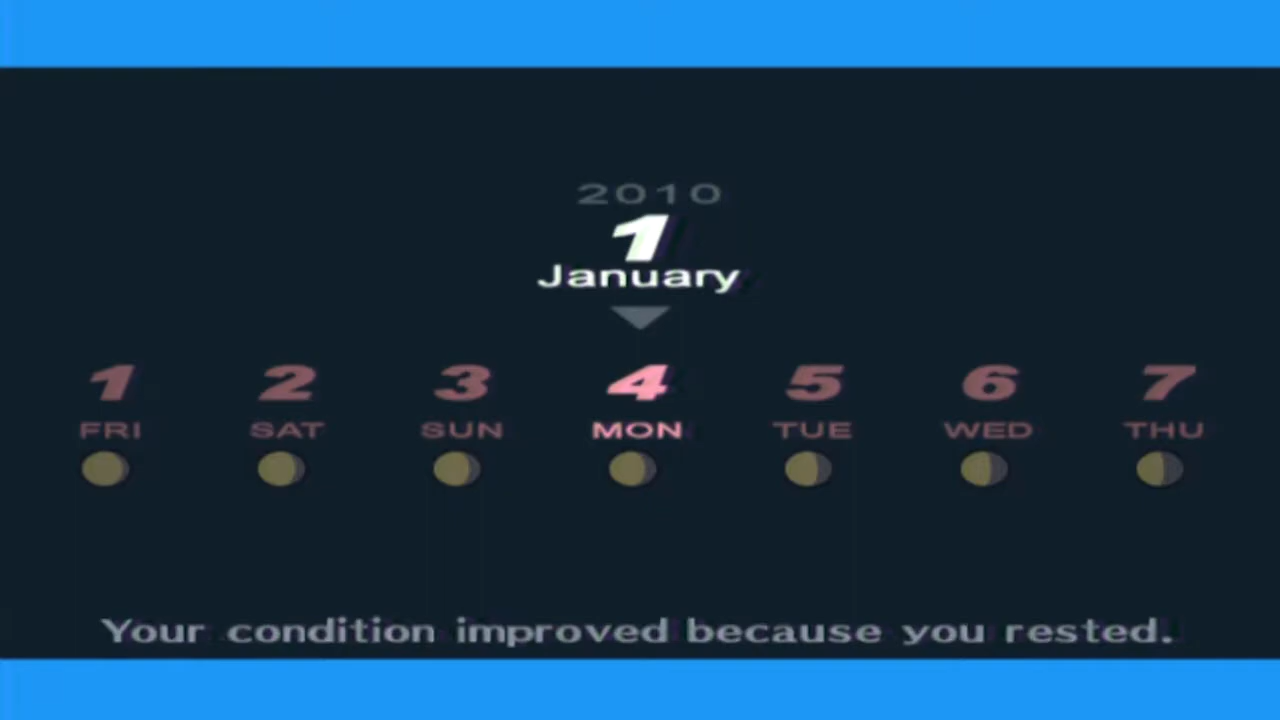 2010
1
January
1 2 3 4 5 6 7
FRI SAT SUN MON TUE WED THU
Your condition improved because you rested.